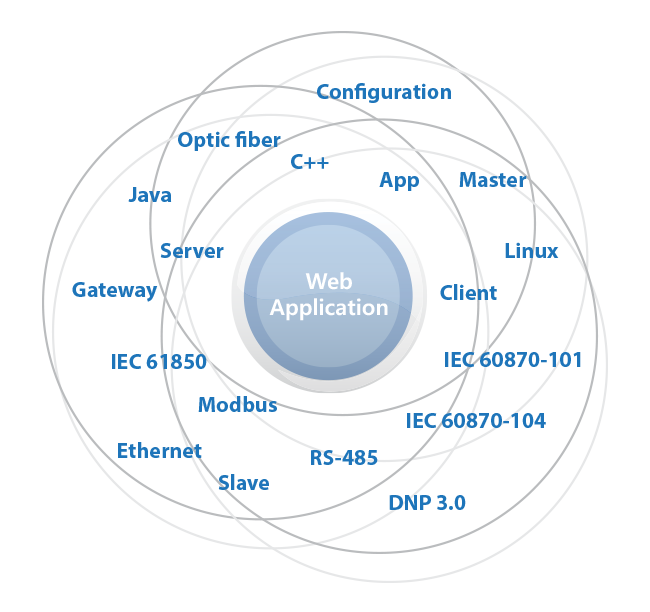 Configuration
Optic fiber
C++
App
Master
Java
Server
Linux
Web
Application
Gateway
Client
IEC 61850
IEC 60870-101
Modbus
IEC 60870-104
Ethernet
RS-485
Slave
DNP 3.0